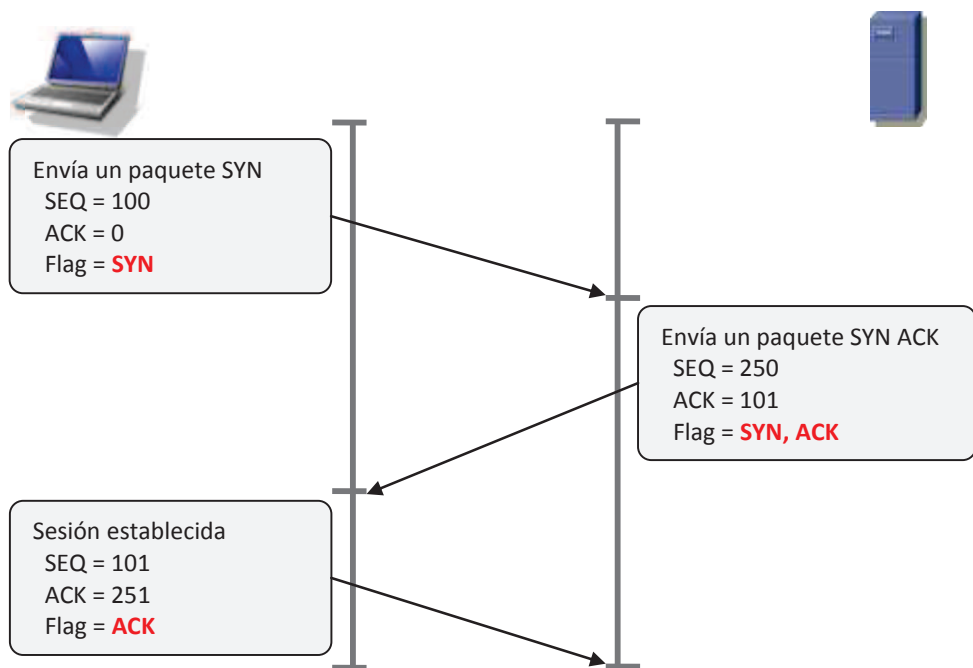 Envía un paquete SYN
SEQ = 100
ACK = 0
Flag = SYN
Envía un paquete SYN ACK
SEQ = 250
ACK = 101
Flag = SYN, ACK
Sesión establecida
SEQ = 101
ACK = 251
Flag = ACK